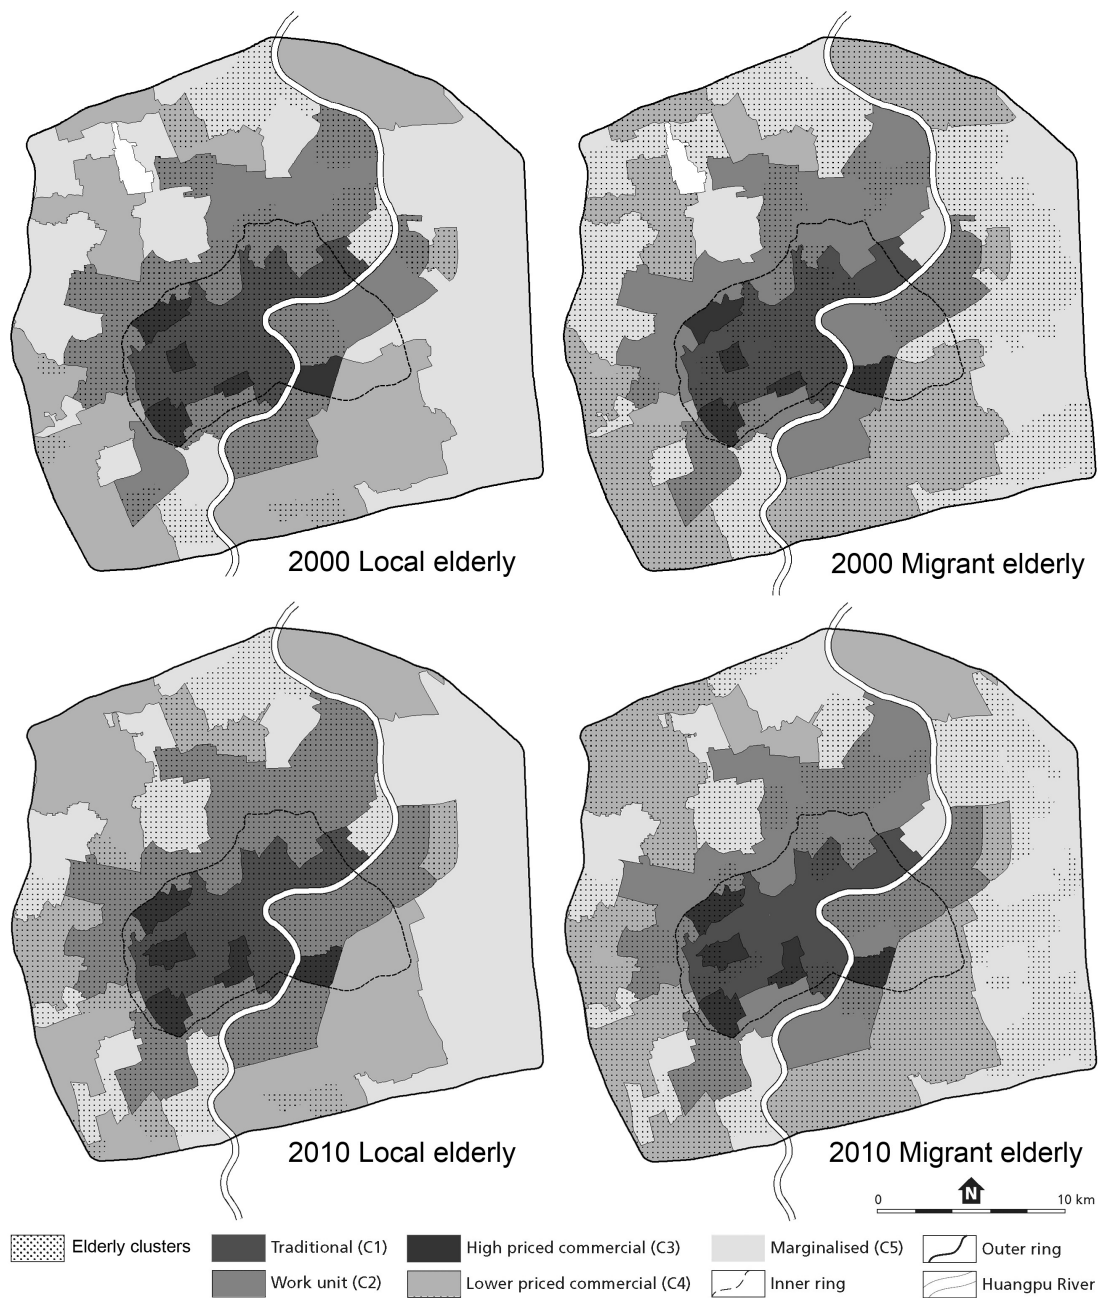 2000 Local elderly
2000 Migrant elderly
2010 Local elderly
2010 Migrant elderly
N
0 10 km
Elderly clusters
Traditional (C1)
High priced commercial (C3)
Marginalised (C5)
Outer ring
Work unit (C2)
Lower priced commercial (C4)
Inner ring
Huangpu River